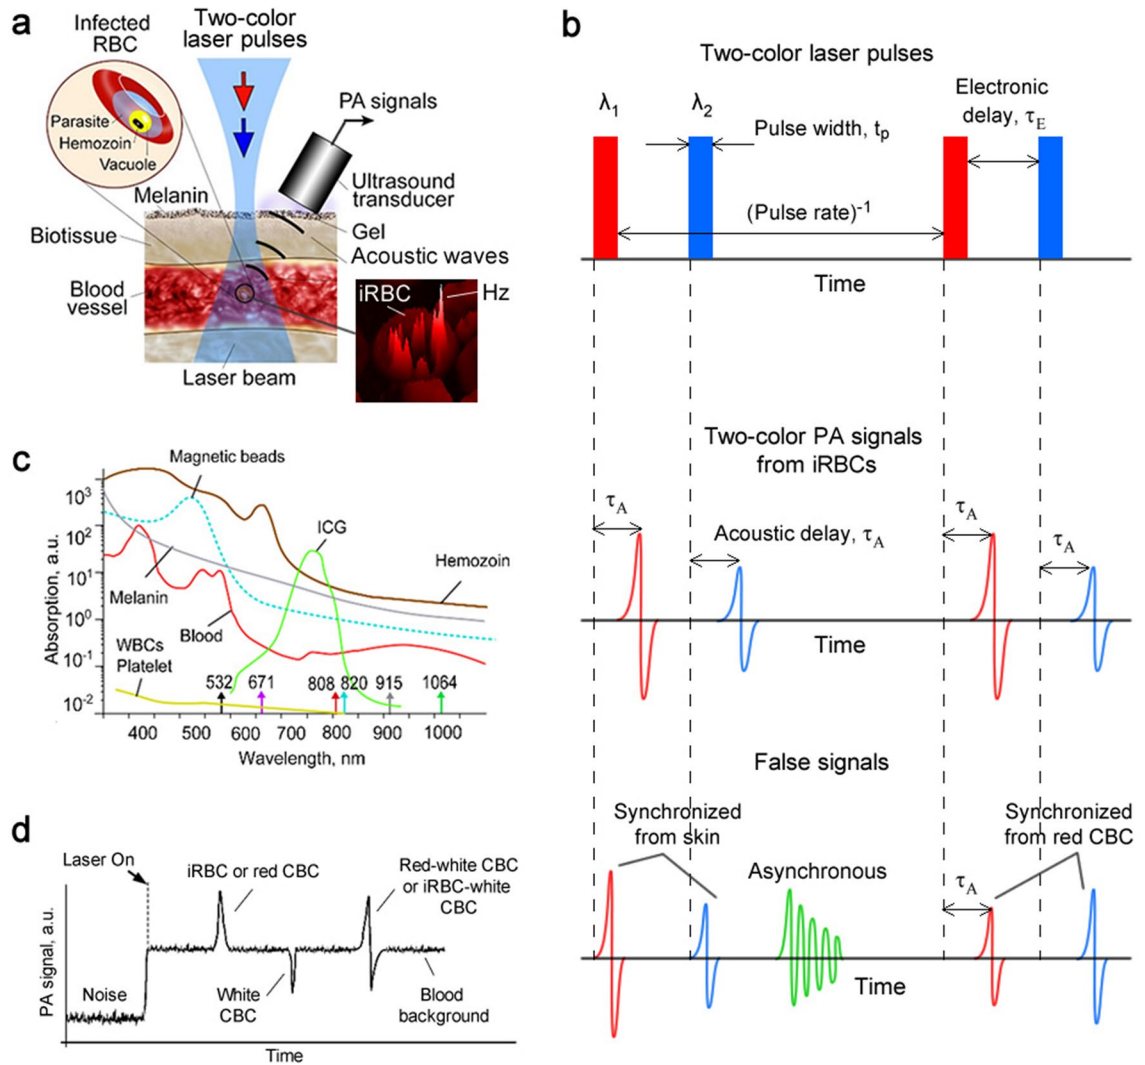 a
Infected
RBC
Two-color
laser pulses
PA signals
Parasite
Hemozoin
Vacuole
Melanin
Ultrasound
transducer
Gel
Biotissue
Acoustic waves
Blood
vessel
iRBC
Hz
Laser beam
b
Two-color laser pulses
λ1
λ2
Pulse width, tp
Electronic
delay, τE
(Pulse rate)-1
Time
Two-color PA signals
from iRBCs
τA
Acoustic delay, τA
τA
τA
Time
False signals
Synchronized
from skin
Asynchronous
Synchronized
from red CBC
τA
Time
c
Magnetic beads
ICG
Hemozoin
Melanin
Blood
WBCs
Platelet
Absorption, a.u.
103
102
101
100
10-1
10-2
532
671
808
820
915
1064
400
500
600
700
800
900
1000
Wavelength, nm
d
Laser On
iRBC or red CBC
Red-white CBC
or iRBC-white
CBC
PA signal, a.u.
Noise
White
CBC
Blood
background
Time